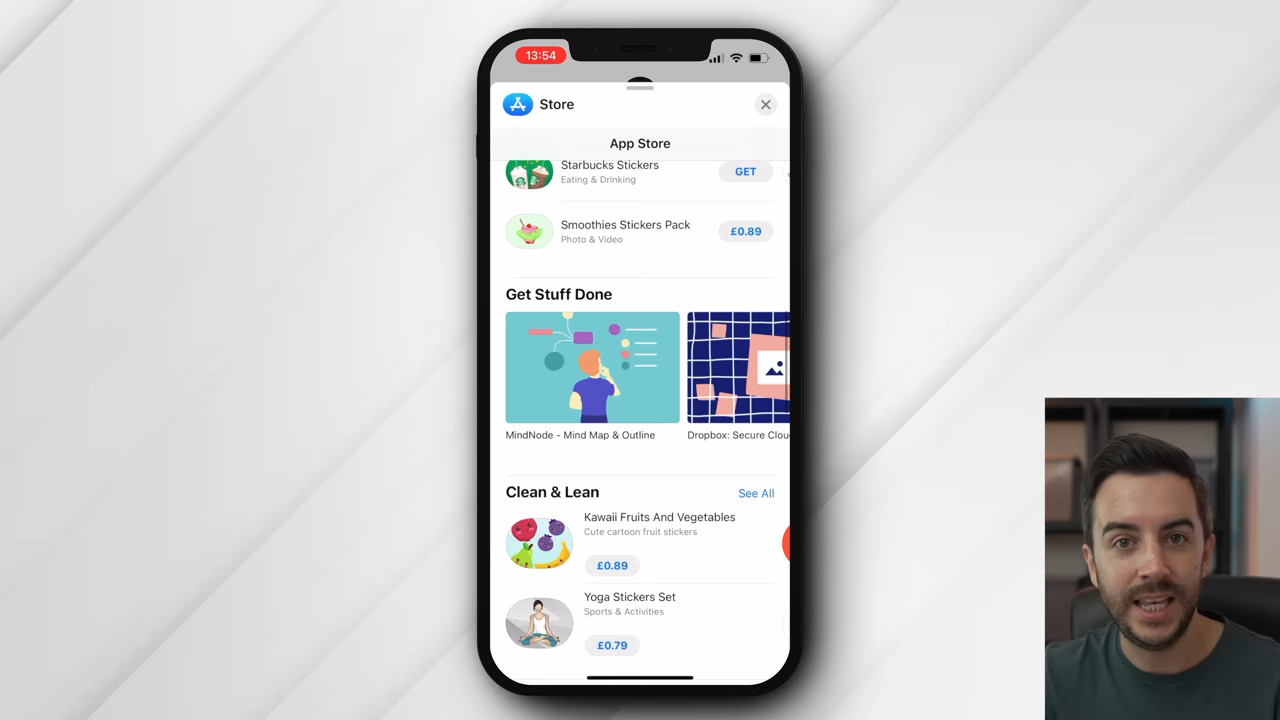 13:54
Store
App Store
Starbucks Stickers
Eating & Drinking
GET
Smoothies Stickers Pack
Photo & Video
£0.89
Get Stuff Done
MindNode - Mind Map & Outline
Dropbox: Secure Clou
Clean & Lean
See All
Kawaii Fruits And Vegetables
Cute cartoon fruit stickers
£0.89
Yoga Stickers Set
Sports & Activities
£0.79